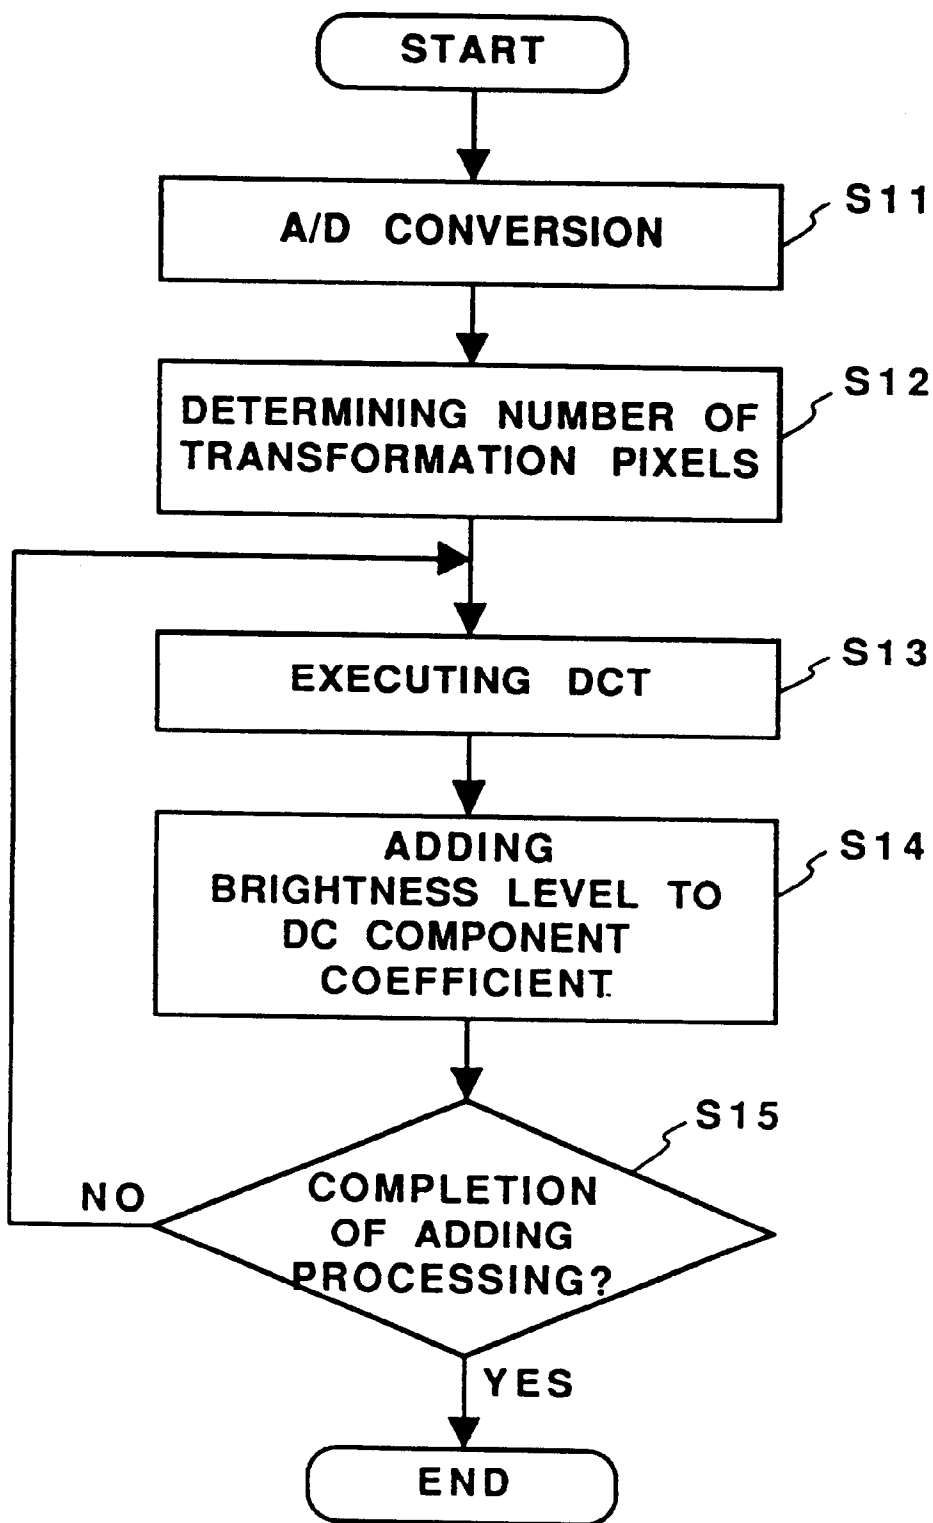 START
A/D CONVERSION
S11
DETERMINING NUMBER OF
TRANSFORMATION PIXELS
S12
EXECUTING DCT
S13
ADDING
BRIGHTNESS LEVEL TO
DC COMPONENT
COEFFICIENT
S14
COMPLETION
OF ADDING
PROCESSING?
S15
NO
YES
END